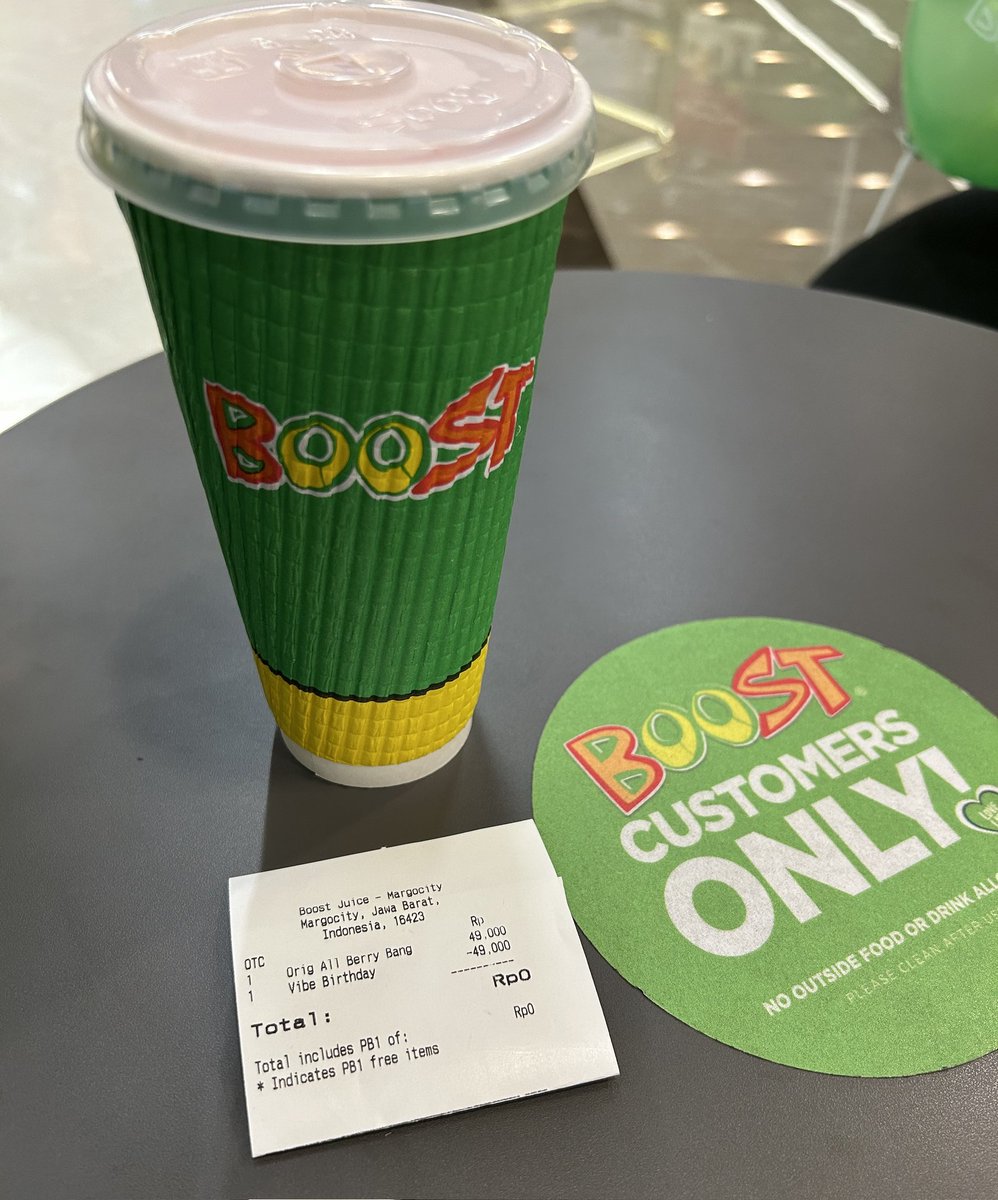 BOOST
BOOST®
CUSTOMERS
ONLY!
LOVE
NO OUTSIDE FOOD OR DRINK
PLEASE CLEAN AFTER
Boost Juice - Margocity
Margocity, Jawa Barat,
Indonesia, 16423
OTC Rp
1 Orig All Berry Bang 49.000
1 Vibe Birthday -49.000
Total: Rp0
Total includes PB1 of: Rp0
* Indicates PB1 free items